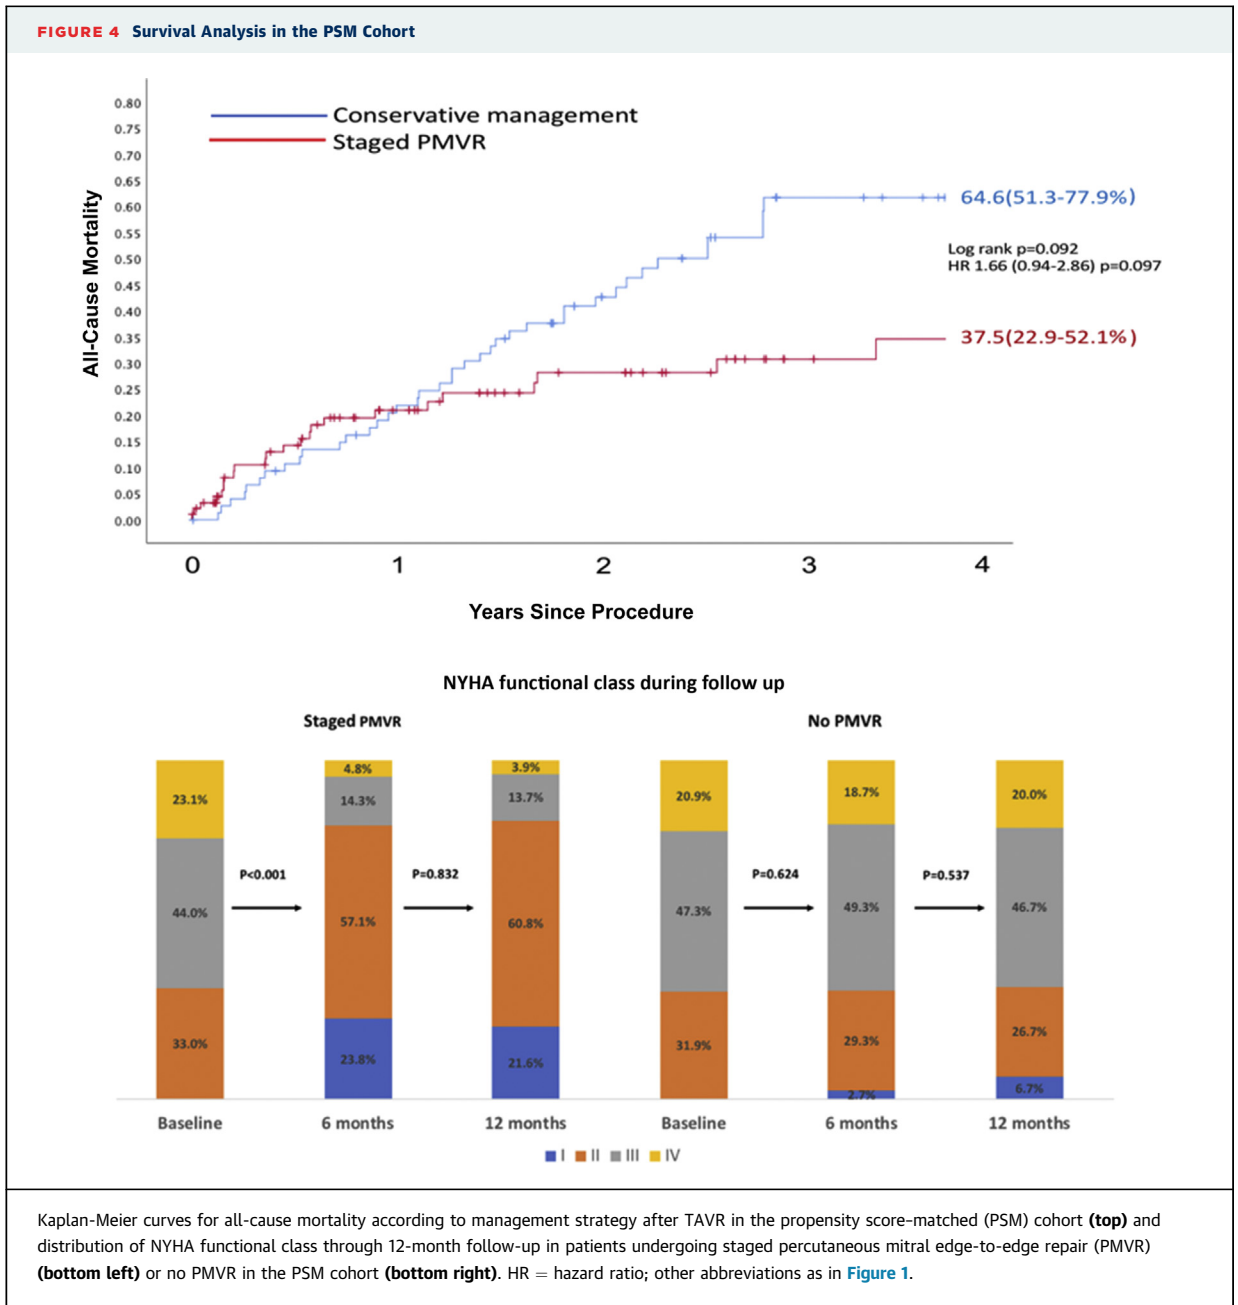 FIGURE 4 Survival Analysis in the PSM Cohort
0.80
0.75
0.70
0.65
0.60
0.55
0.50
0.45
0.40
0.35
0.30
0.25
0.20
0.15
0.10
0.05
0.00
All-Cause Mortality
Conservative management
Staged PMVR
64.6(51.3-77.9%)
Log rank p=0.092
HR 1.66 (0.94-2.86) p=0.097
37.5(22.9-52.1%)
0 1 2 3 4
Years Since Procedure
NYHA functional class during follow up
Staged PMVR No PMVR
23.1% 4.8% 3.9% 20.9% 18.7% 20.0%
14.3% 13.7%
P<0.001 P=0.832 P=0.624 P=0.537
44.0% 57.1% 60.8% 47.3% 49.3% 46.7%
33.0% 23.8% 21.6% 31.9% 29.3% 26.7%
2.7% 6.7%
Baseline 6 months 12 months Baseline 6 months 12 months
I II III IV
Kaplan-Meier curves for all-cause mortality according to management strategy after TAVR in the propensity score–matched (PSM) cohort (top) and
distribution of NYHA functional class through 12-month follow-up in patients undergoing staged percutaneous mitral edge-to-edge repair (PMVR)
(bottom left) or no PMVR in the PSM cohort (bottom right). HR = hazard ratio; other abbreviations as in Figure 1.